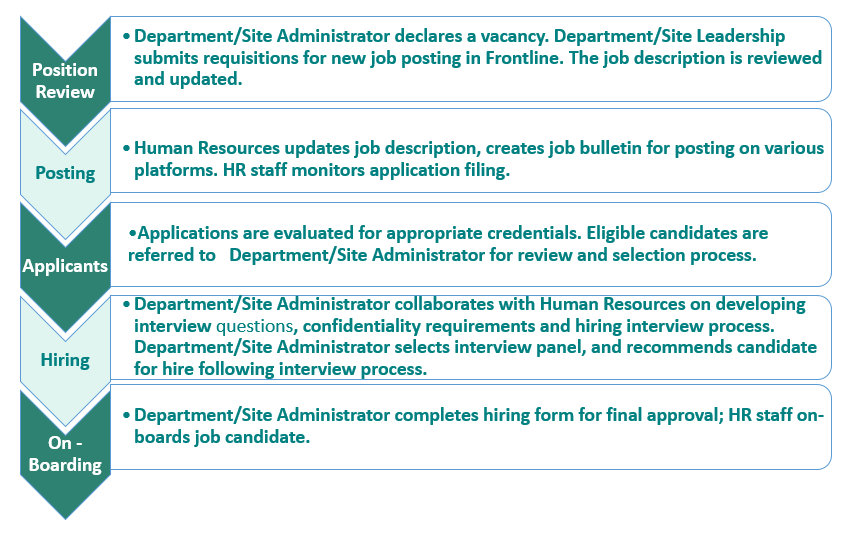 Position
Review
• Department/Site Administrator declares a vacancy. Department/Site Leadership
submits requisitions for new job posting in Frontline. The job description is reviewed
and updated.
Posting
• Human Resources updates job description, creates job bulletin for posting on various
platforms. HR staff monitors application filing.
Applicants
•Applications are evaluated for appropriate credentials. Eligible candidates are
referred to   Department/Site Administrator for review and selection process.
Hiring
• Department/Site Administrator collaborates with Human Resources on developing
interview questions, confidentiality requirements and hiring interview process.
Department/Site Administrator selects interview panel, and recommends candidate
for hire following interview process.
On -
Boarding
• Department/Site Administrator completes hiring form for final approval; HR staff on-
boards job candidate.